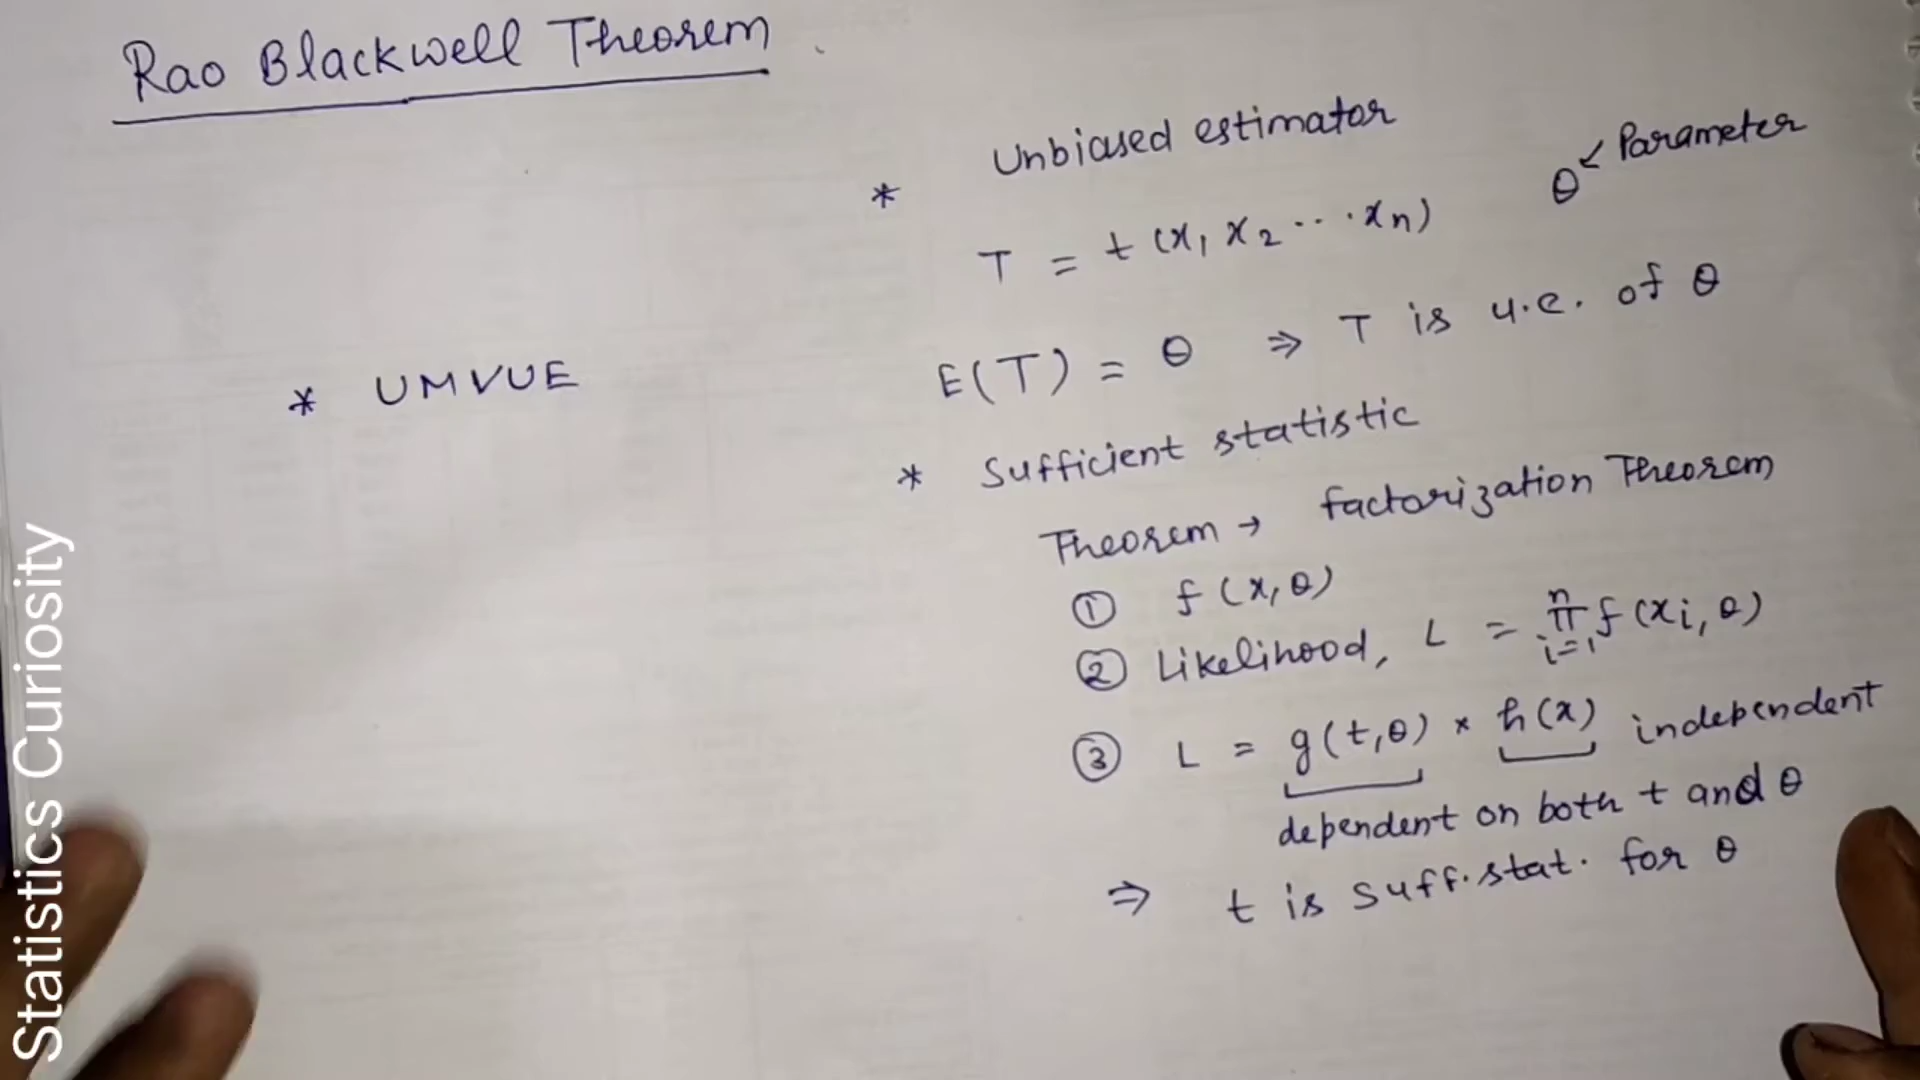 Rao Blackwell Theorem
* UMVUE
* Unbiased estimator
θ ← Parameter
T = t (x₁ x₂ ... xn)
E(T) = θ ⇒ T is u.e. of θ
* Sufficient statistic
Theorem → factorization Theorem
① f (x, θ)
② Likelihood, L = n π i=1 f (xi, θ)
③ L = g(t,θ) * h(x) independent
dependent on both t and θ
⇒ t is suff. stat. for θ
Statistics Curiosity